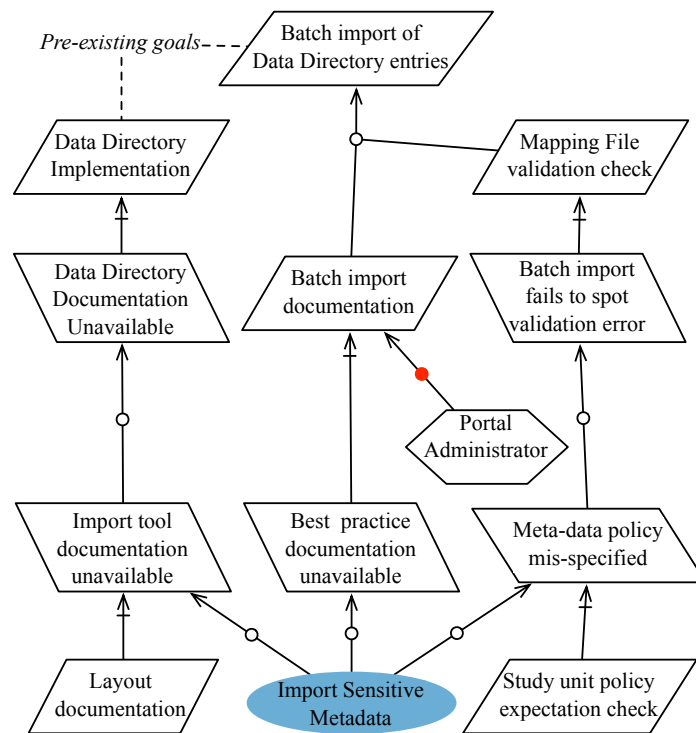 Pre-existing goals
Batch import of
Data Directory entries
Data Directory
Implementation
Mapping File
validation check
Data Directory
Documentation
Unavailable
Batch import
documentation
Batch import
fails to spot
validation error
Portal
Administrator
Import tool
documentation
unavailable
Best practice
documentation
unavailable
Meta-data policy
mis-specified
Layout
documentation
Import Sensitive
Metadata
Study unit policy
expectation check